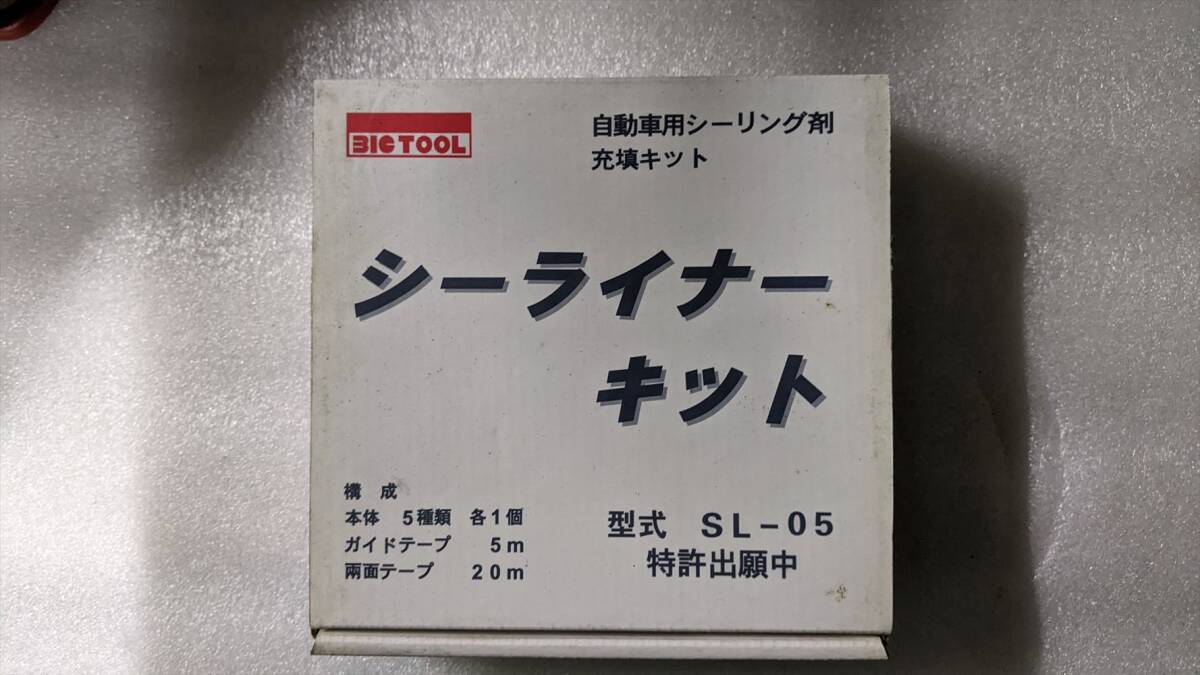 BIG TOOL
自動車用シーリング剤
充填キット
シーライナー
キット
構 成
本体 5種類 各1個
ガイドテープ 5m
両面テープ 20m
型式 SL-05
特許出願中